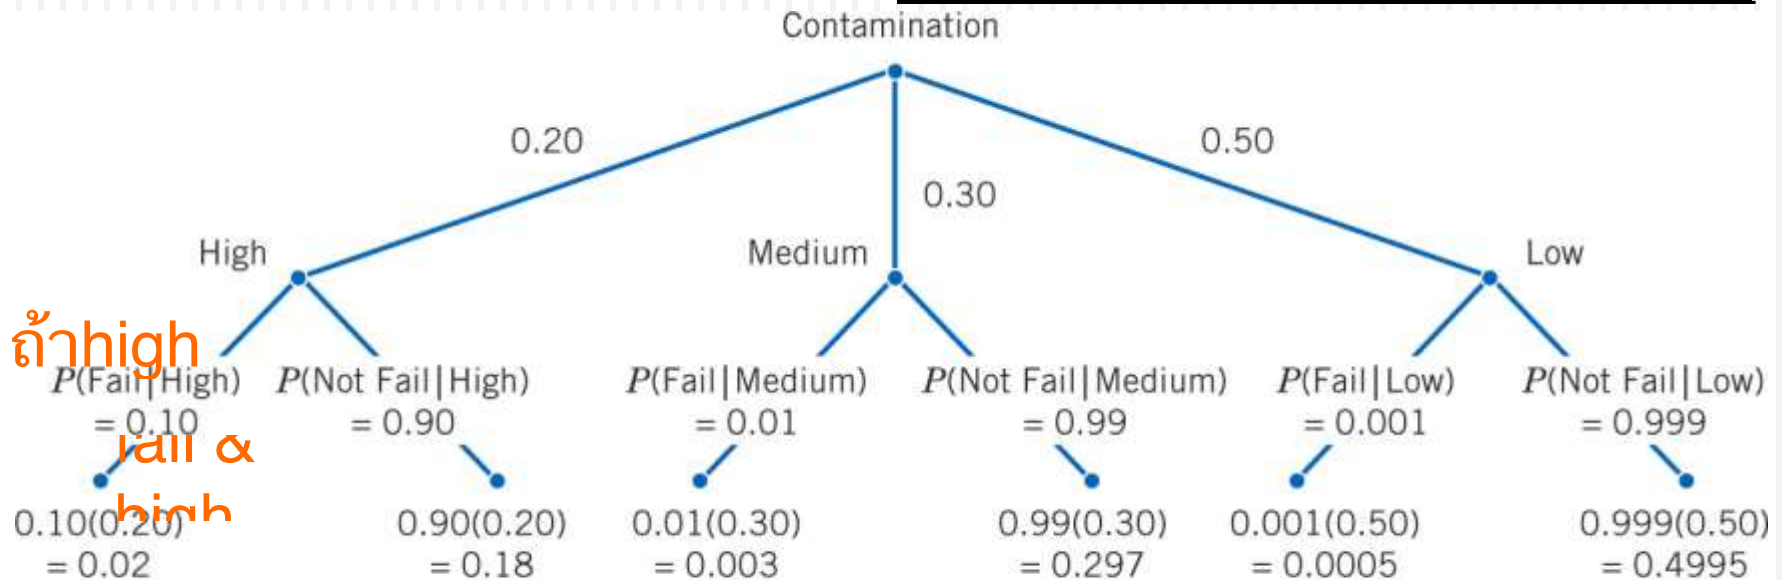 Contamination
0.20
0.50
0.30
High
Medium
Low
ถ้าhigh
P(Fail|High) P(Not Fail|High) P(Fail|Medium) P(Not Fail|Medium) P(Fail|Low) P(Not Fail|Low)
= 0.10 = 0.90 = 0.01 = 0.99 = 0.001 = 0.999
fail &
high
0.10(0.20) 0.90(0.20) 0.01(0.30) 0.99(0.30) 0.001(0.50) 0.999(0.50)
= 0.02 = 0.18 = 0.003 = 0.297 = 0.0005 = 0.4995